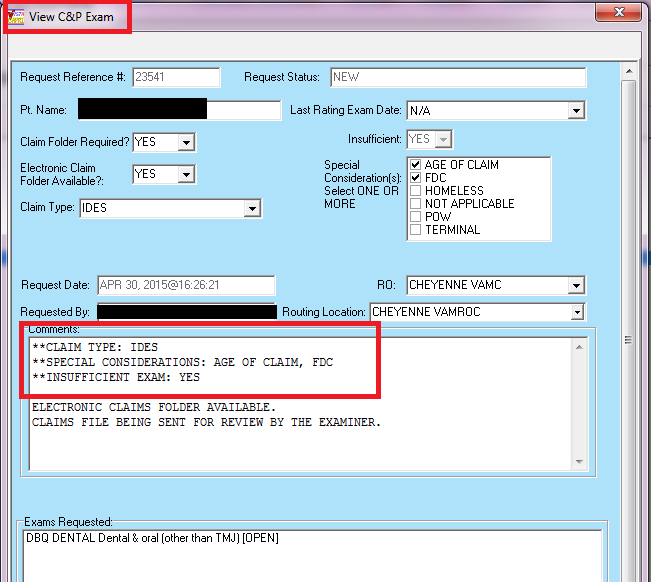 View C&P Exam
Request Reference #: 23541 Request Status: NEW
Pt. Name: Last Rating Exam Date: N/A
Claim Folder Required? YES Insufficient: YES
Electronic Claim
Folder Available?: YES
Special
Consideration(s):
Select ONE OR
MORE
AGE OF CLAIM
FDC
HOMELESS
NOT APPLICABLE
POW
TERMINAL
Claim Type: IDES
Request Date: APR 30, 2015@16:26:21 RO: CHEYENNE VAMC
Requested By: Routing Location: CHEYENNE VAMROC
Comments:
**CLAIM TYPE: IDES
**SPECIAL CONSIDERATIONS: AGE OF CLAIM, FDC
**INSUFFICIENT EXAM: YES
ELECTRONIC CLAIMS FOLDER AVAILABLE.
CLAIMS FILE BEING SENT FOR REVIEW BY THE EXAMINER.
Exams Requested:
DBQ DENTAL Dental & oral (other than TMJ) [OPEN]